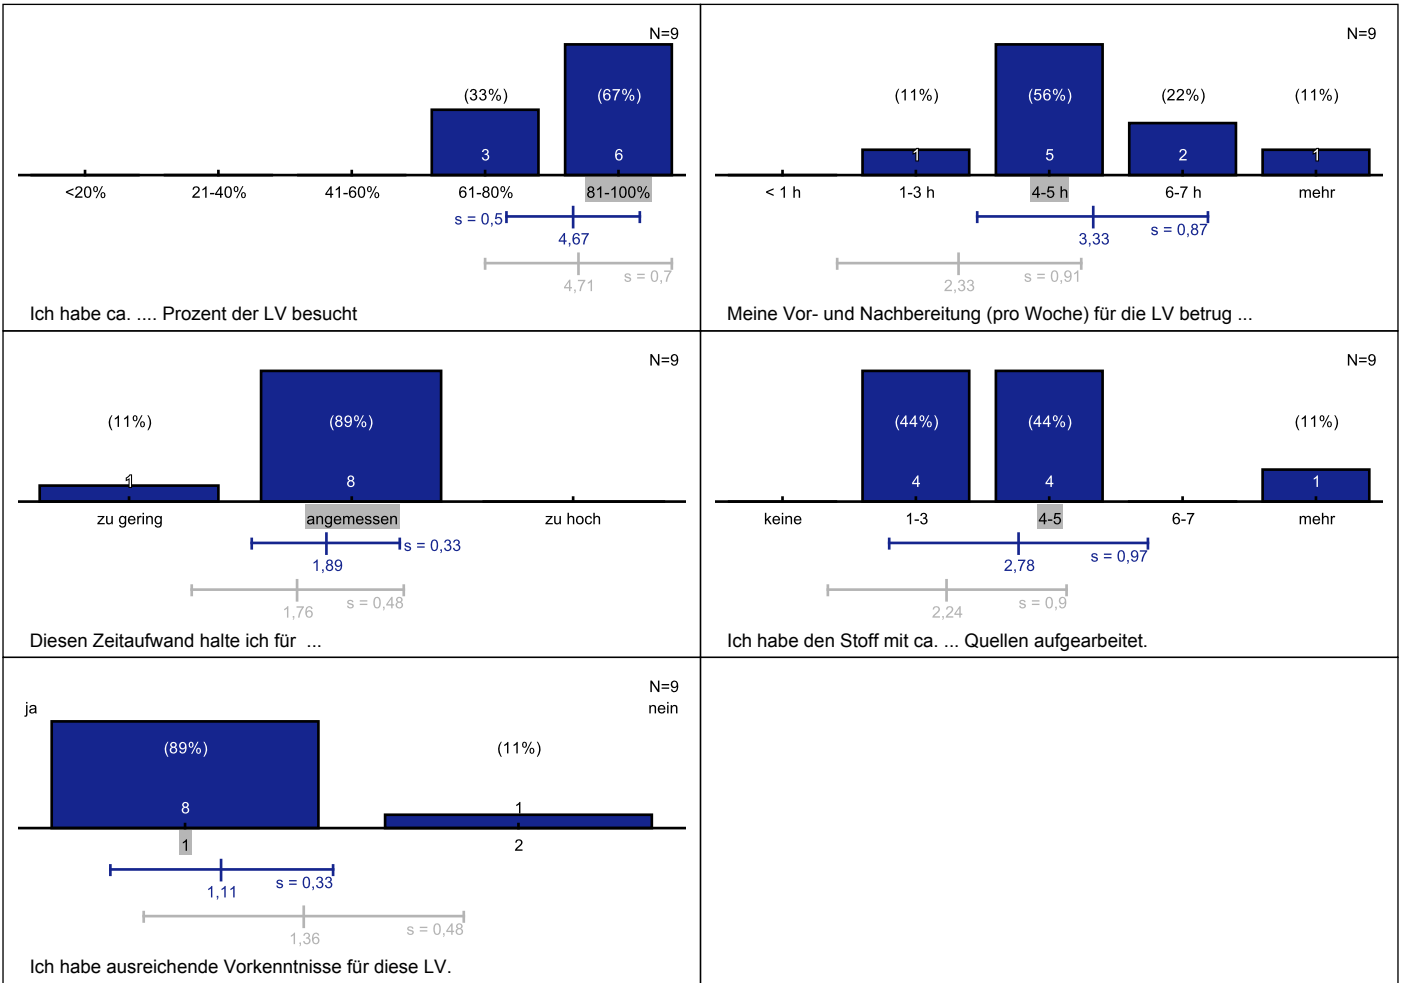 N=9
(33%)
(67%)
3
6
<20%
21-40%
41-60%
61-80%
81-100%
s = 0,5
4,67
s = 0,7
4,71
Ich habe ca. .... Prozent der LV besucht
N=9
(11%)
(56%)
(22%)
(11%)
1
5
2
1
< 1 h
1-3 h
4-5 h
6-7 h
mehr
s = 0,87
3,33
s = 0,91
2,33
Meine Vor- und Nachbereitung (pro Woche) für die LV betrug ...
N=9
(11%)
(89%)
1
8
zu gering
angemessen
zu hoch
s = 0,33
1,89
s = 0,48
1,76
Diesen Zeitaufwand halte ich für ...
N=9
(44%)
(44%)
(11%)
4
4
1
keine
1-3
4-5
6-7
mehr
s = 0,97
2,78
s = 0,9
2,24
Ich habe den Stoff mit ca. ... Quellen aufgearbeitet.
N=9
ja
nein
(89%)
(11%)
8
1
1
2
s = 0,33
1,11
s = 0,48
1,36
Ich habe ausreichende Vorkenntnisse für diese LV.